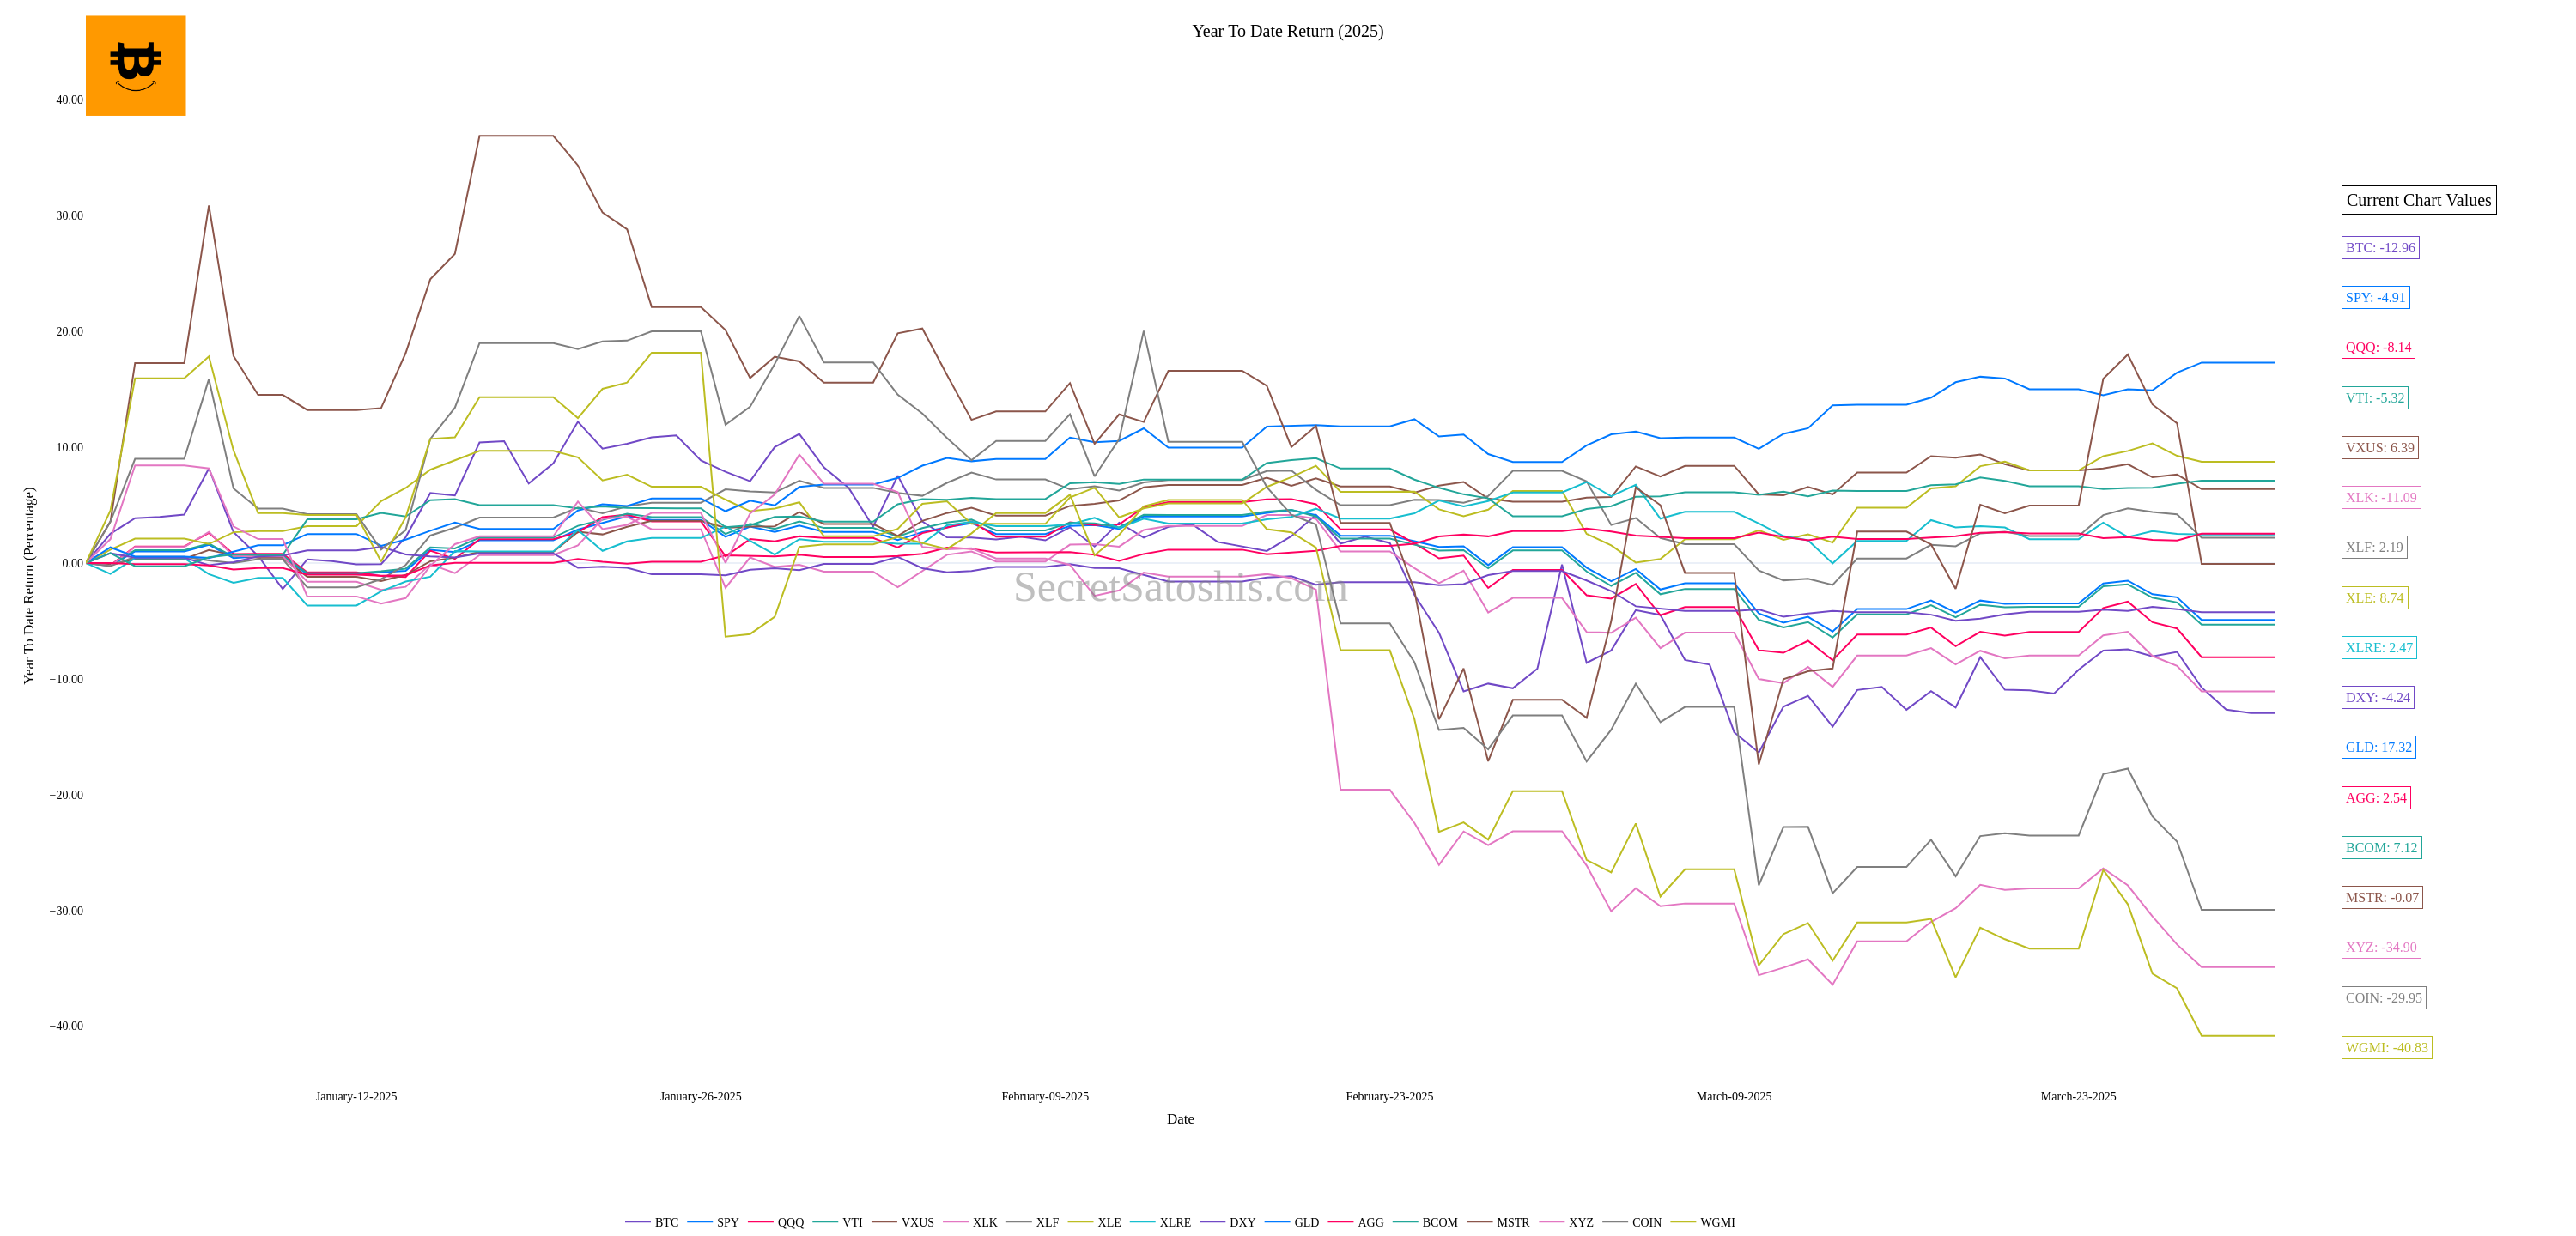 Year To Date Return (2025)
40.00
30.00
20.00
10.00
0.00
−10.00
−20.00
−30.00
−40.00
Year To Date Return (Percentage)
SecretSatoshis.com
Current Chart Values
BTC: -12.96
SPY: -4.91
QQQ: -8.14
VTI: -5.32
VXUS: 6.39
XLK: -11.09
XLF: 2.19
XLE: 8.74
XLRE: 2.47
DXY: -4.24
GLD: 17.32
AGG: 2.54
BCOM: 7.12
MSTR: -0.07
XYZ: -34.90
COIN: -29.95
WGMI: -40.83
January-12-2025 January-26-2025 February-09-2025 February-23-2025 March-09-2025 March-23-2025
Date
BTC SPY QQQ VTI VXUS XLK XLF XLE XLRE DXY GLD AGG BCOM MSTR XYZ COIN WGMI